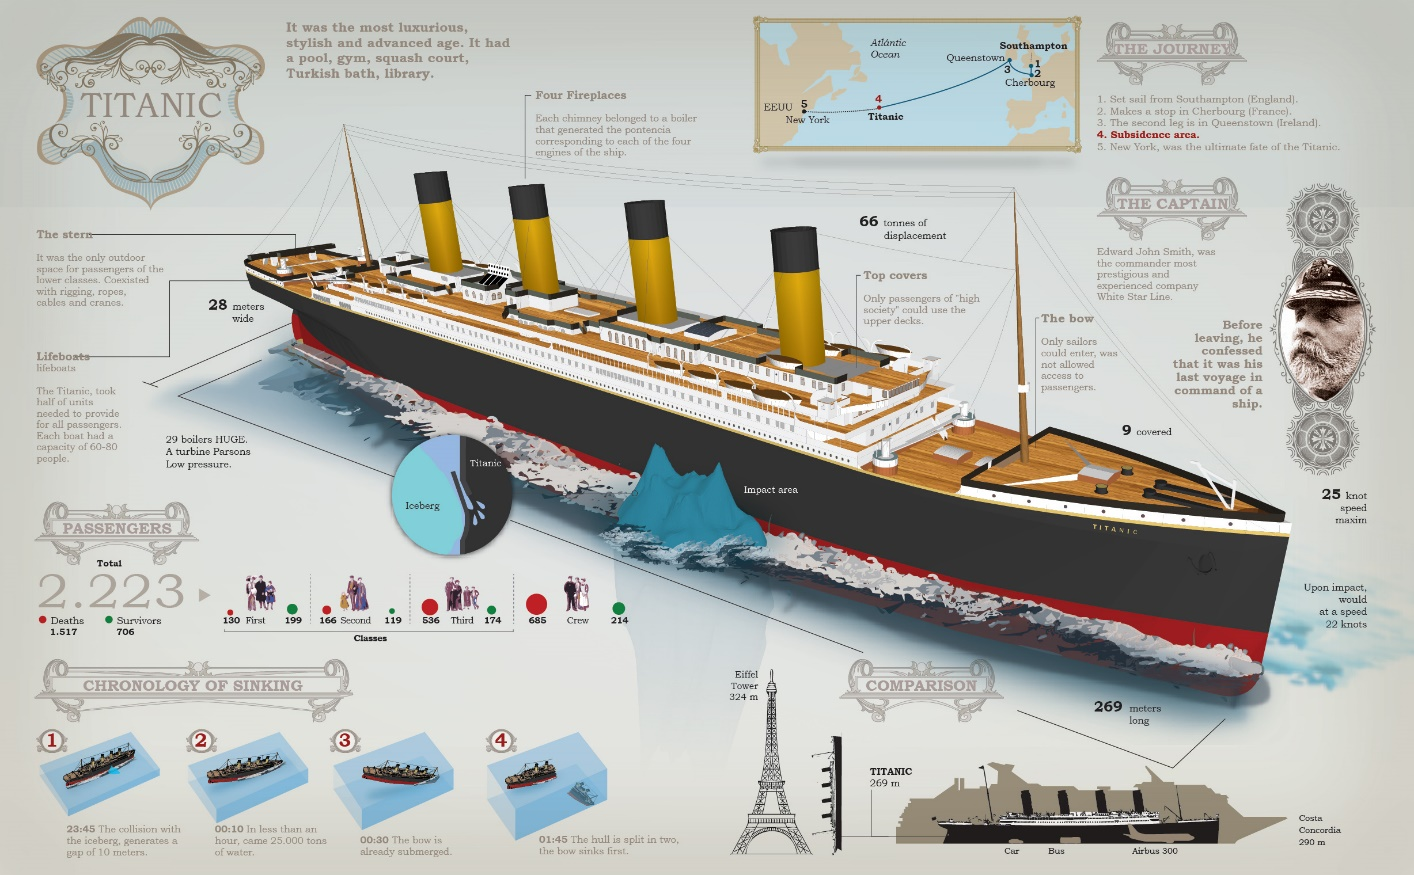 TITANIC
It was the most luxurious,
stylish and advanced age. It had
a pool, gym, squash court,
Turkish bath, library.
Four Fireplaces
Each chimney belonged to a boiler
that generated the pontencia
corresponding to each of the four
engines of the ship.
Atlántic
Ocean
Southampton
Queenstown
1
2
3
Cherbourg
EEUU
5
New York
4
Titanic
THE JOURNEY
1. Set sail from Southampton (England).
2. Makes a stop in Cherbourg (France).
3. The second leg is in Queenstown (Ireland).
4. Subsidence area.
5. New York, was the ultimate fate of the Titanic.
THE CAPTAIN
Edward John Smith, was
the commander most
prestigious and
experienced company
White Star Line.
Before
leaving, he
confessed
that it was his
last voyage in
command of a
ship.
The stern
It was the only outdoor
space for passengers of the
lower classes. Coexisted
with rigging, ropes,
cables and cranes.
28 meters
wide
Lifeboats
lifeboats
The Titanic, took
half of units
needed to provide
for all passengers.
Each boat had a
capacity of 60-80
people.
66 tonnes of
displacement
Top covers
Only passengers of "high
society" could use the
upper decks.
The bow
Only sailors
could enter, was
not allowed
access to
passengers.
9 covered
25 knot
speed
maxim
29 boilers HUGE.
A turbine Parsons
Low pressure.
Iceberg
Titanic
Impact area
TITANIC
Upon impact,
would
at a speed
22 knots
269 meters
long
PASSENGERS
Total
2.223
Deaths
1.517
Survivors
706
130 First 199
166 Second 119
536 Third 174
685 Crew 214
Classes
CHRONOLOGY OF SINKING
1
23:45 The collision with
the iceberg, generates a
gap of 10 meters.
2
00:10 In less than an
hour, came 25.000 tons
of water.
3
00:30 The bow is
already submerged.
4
01:45 The hull is split in two,
the bow sinks first.
COMPARISON
Eiffel
Tower
324 m
TITANIC
269 m
Car
Bus
Airbus 300
Costa
Concordia
290 m